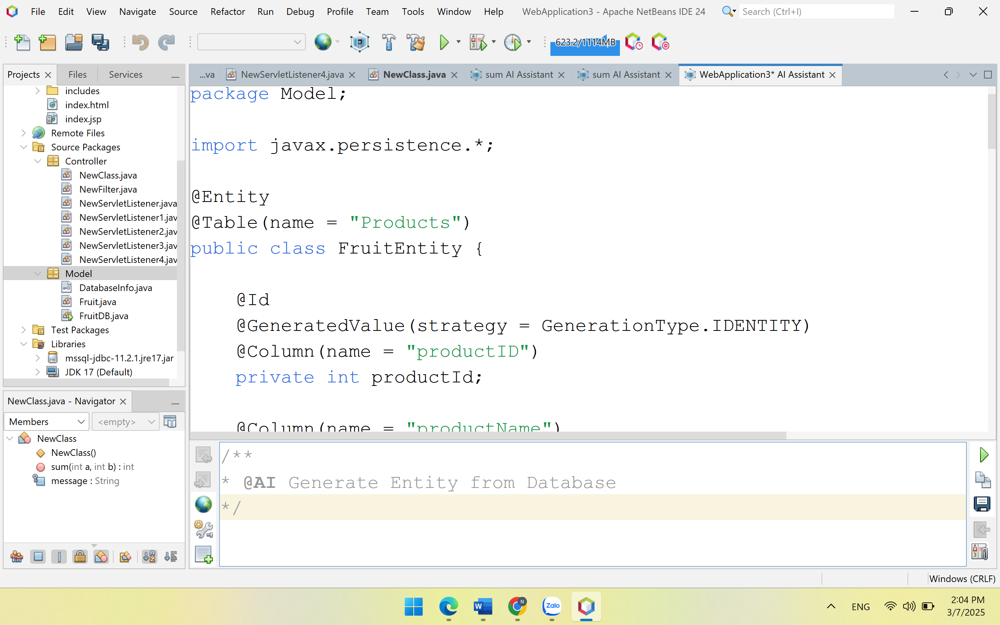 File Edit View Navigate Source Refactor Run Debug Profile Team Tools Window Help WebApplication3 - Apache NetBeans IDE 24 Search (Ctrl+I)
623.2/1114MB
Projects Files Services
...va NewServletListener4.java NewClass.java sum AI Assistant sum AI Assistant WebApplication3* AI Assistant
includes
index.html
index.jsp
Remote Files
Source Packages
Controller
NewClass.java
NewFilter.java
NewServletListener.java
NewServletListener1.jav
NewServletListener2.jav
NewServletListener3.jav
NewServletListener4.jav
Model
DatabaseInfo.java
Fruit.java
FruitDB.java
Test Packages
Libraries
mssql-jdbc-11.2.1.jre17.jar
JDK 17 (Default)
package Model;
import javax.persistence.*;
@Entity
@Table(name = "Products")
public class FruitEntity {
@Id
@GeneratedValue(strategy = GenerationType.IDENTITY)
@Column(name = "productID")
private int productId;
@Column(name = "productName")
NewClass.java - Navigator
Members <empty>
NewClass
NewClass()
sum(int a, int b) : int
message : String
/**
* @AI Generate Entity from Database
*/
Windows (CRLF)
W
N
Zalo
ENG
2:04 PM
3/7/2025